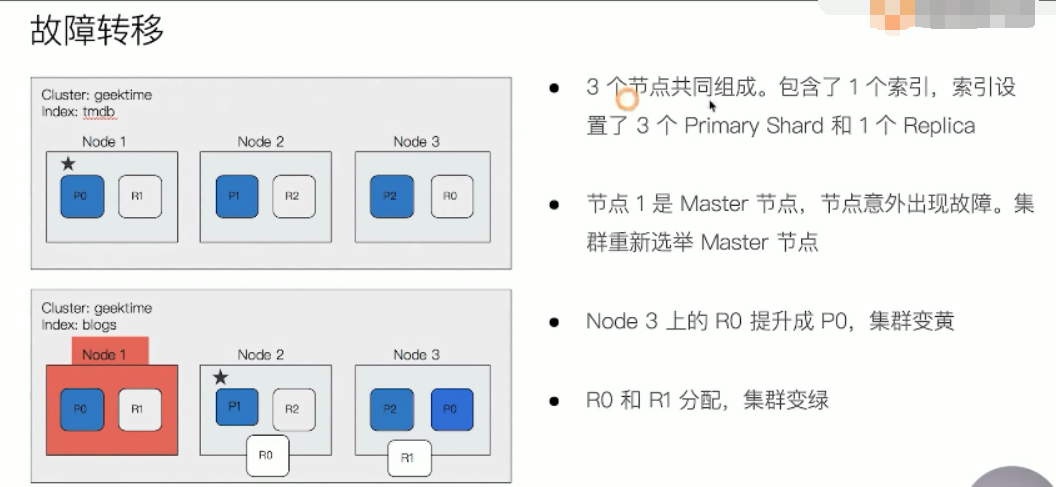 故障转移
Cluster: geektime
Index: tmdb
Node 1
Node 2
Node 3
P0
R1
P1
R2
P2
R0
Cluster: geektime
Index: blogs
Node 1
Node 2
Node 3
P0
R1
P1
R2
P2
P0
R0
R1
3 个节点共同组成。包含了 1 个索引，索引设
置了 3 个 Primary Shard 和 1 个 Replica
节点 1 是 Master 节点，节点意外出现故障。集
群重新选举 Master 节点
Node 3 上的 R0 提升成 P0，集群变黄
R0 和 R1 分配，集群变绿